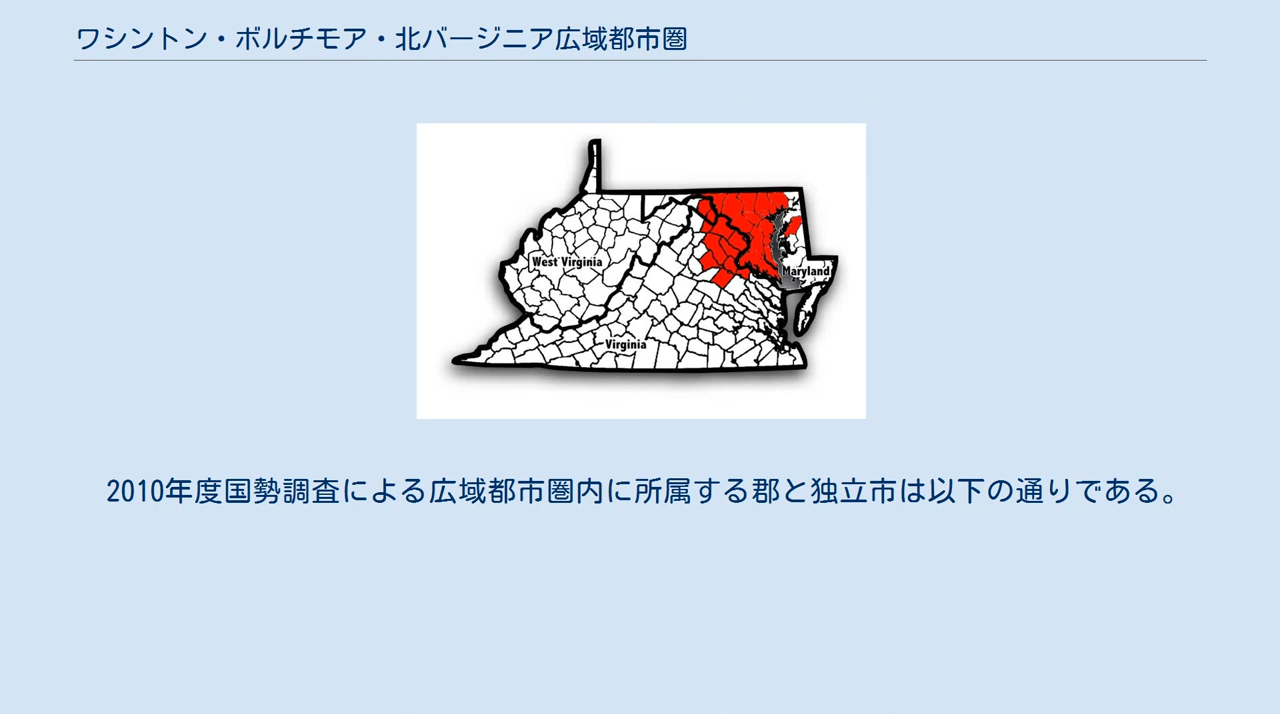 ワシントン・ボルチモア・北バージニア広域都市圏
West Virginia
Maryland
Virginia
2010年度国勢調査による広域都市圏内に所属する郡と独立市は以下の通りである。